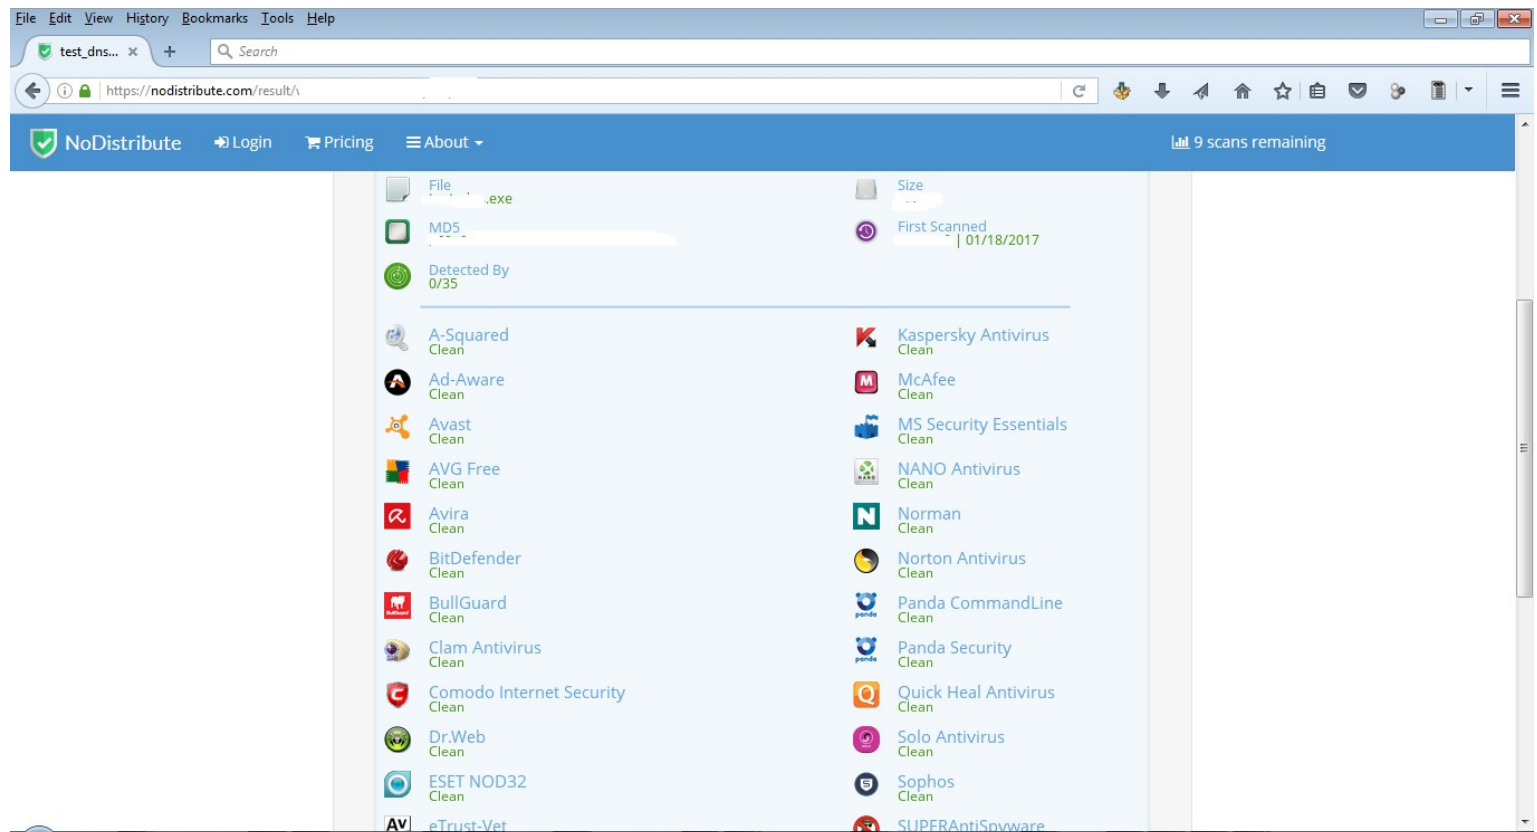 File Edit View History Bookmarks Tools Help
test_dns... × +
Search
https://nodistribute.com/result/
NoDistribute Login Pricing About 9 scans remaining
File
.exe
Size
MD5
First Scanned
| 01/18/2017
Detected By
0/35
A-Squared
Clean
Kaspersky Antivirus
Clean
Ad-Aware
Clean
McAfee
Clean
Avast
Clean
MS Security Essentials
Clean
AVG Free
Clean
NANO Antivirus
Clean
Avira
Clean
Norman
Clean
BitDefender
Clean
Norton Antivirus
Clean
BullGuard
Clean
Panda CommandLine
Clean
Clam Antivirus
Clean
Panda Security
Clean
Comodo Internet Security
Clean
Quick Heal Antivirus
Clean
Dr.Web
Clean
Solo Antivirus
Clean
ESET NOD32
Clean
Sophos
Clean
eTrust-Vet
SUPERAntiSpyware